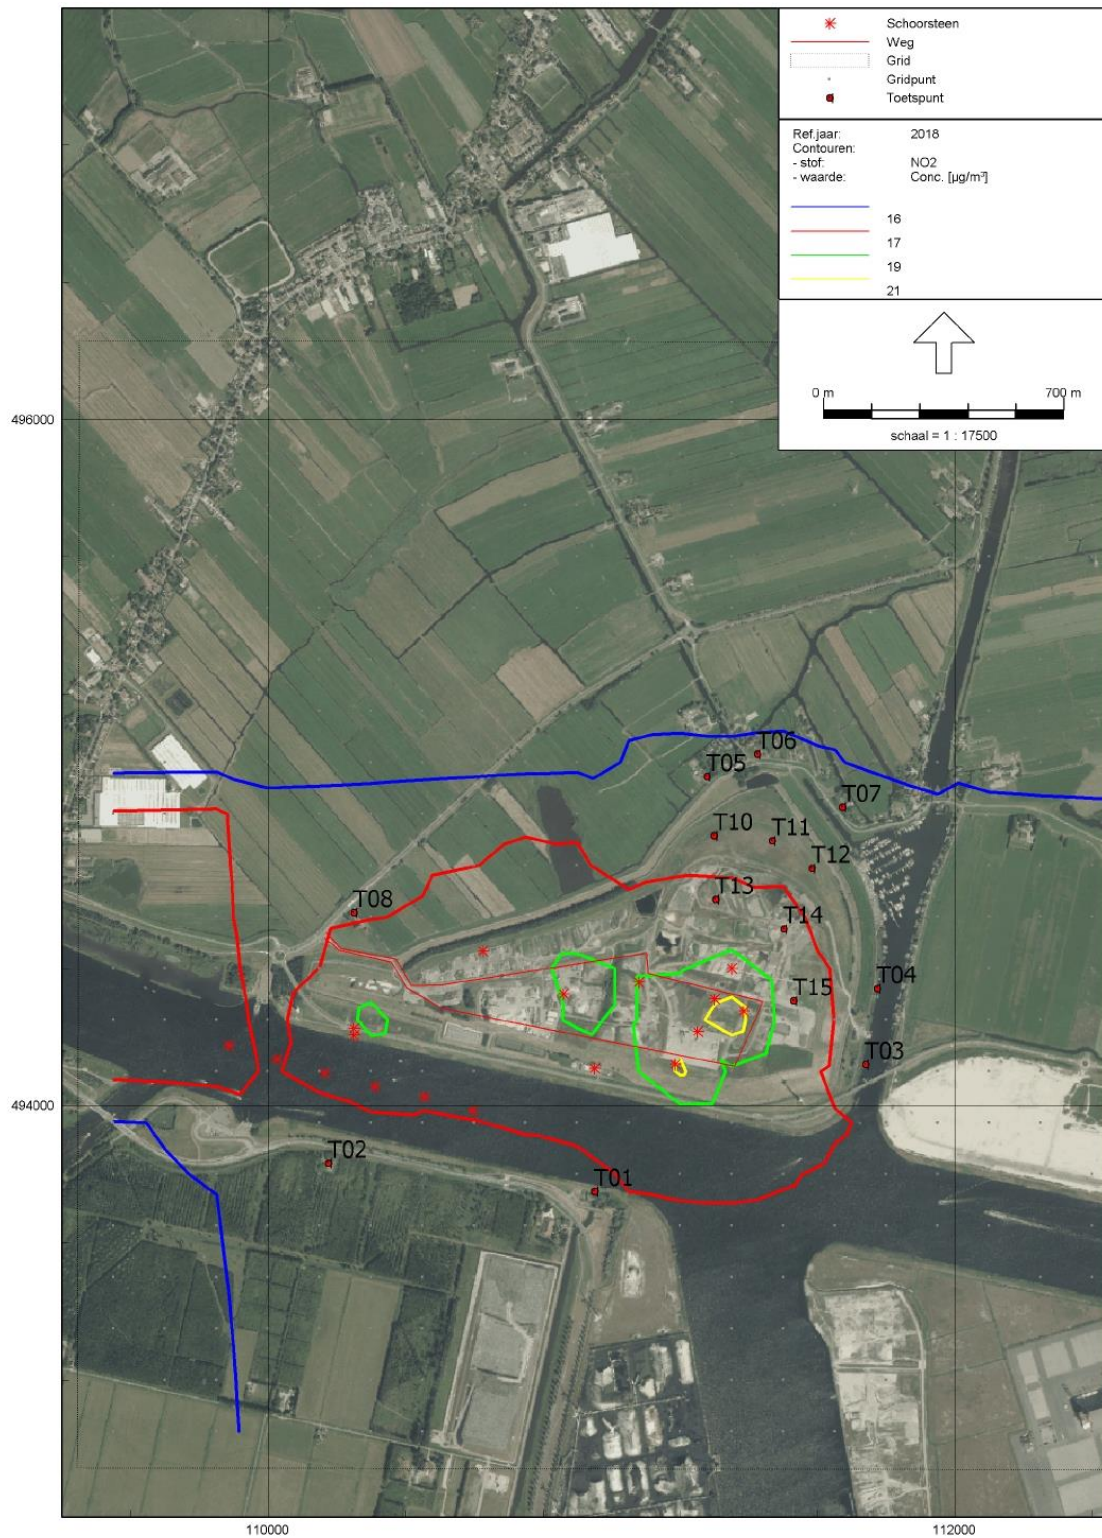 Schoorsteen
Weg
Grid
Gridpunt
Toetspunt
Ref.jaar: 2018
Contouren:
- stof: NO2
- waarde: Conc. [µg/m³]
16
17
19
21
0 m 700 m
schaal = 1 : 17500
496000
T06
T05
T07
T10
T11
T12
T13
T08
T14
T04
T15
T03
494000
T02
T01
110000 112000